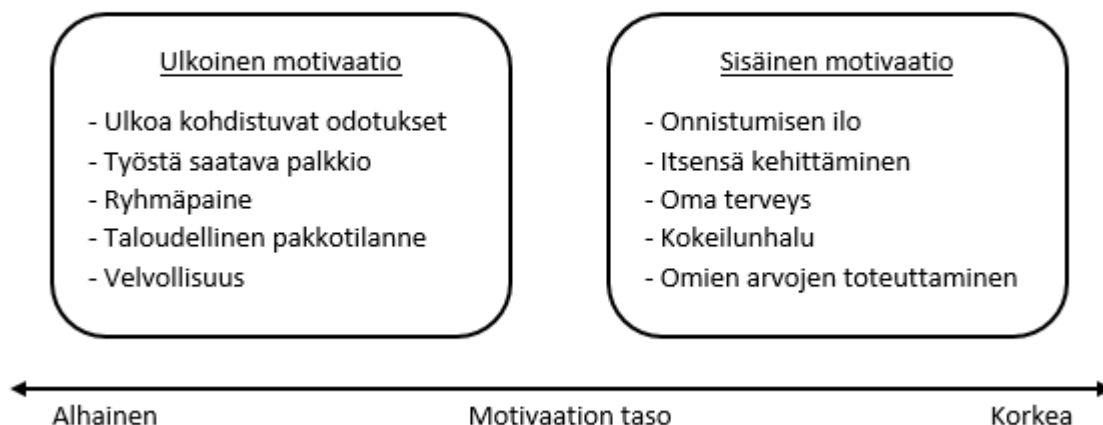 Ulkoinen motivaatio
- Ulkoa kohdistuvat odotukset
- Työstä saatava palkkio
- Ryhmäpaine
- Taloudellinen pakkotilanne
- Velvollisuus
Sisäinen motivaatio
- Onnistumisen ilo
- Itsensä kehittäminen
- Oma terveys
- Kokeilunhalu
- Omien arvojen toteuttaminen
Alhainen Motivaation taso Korkea